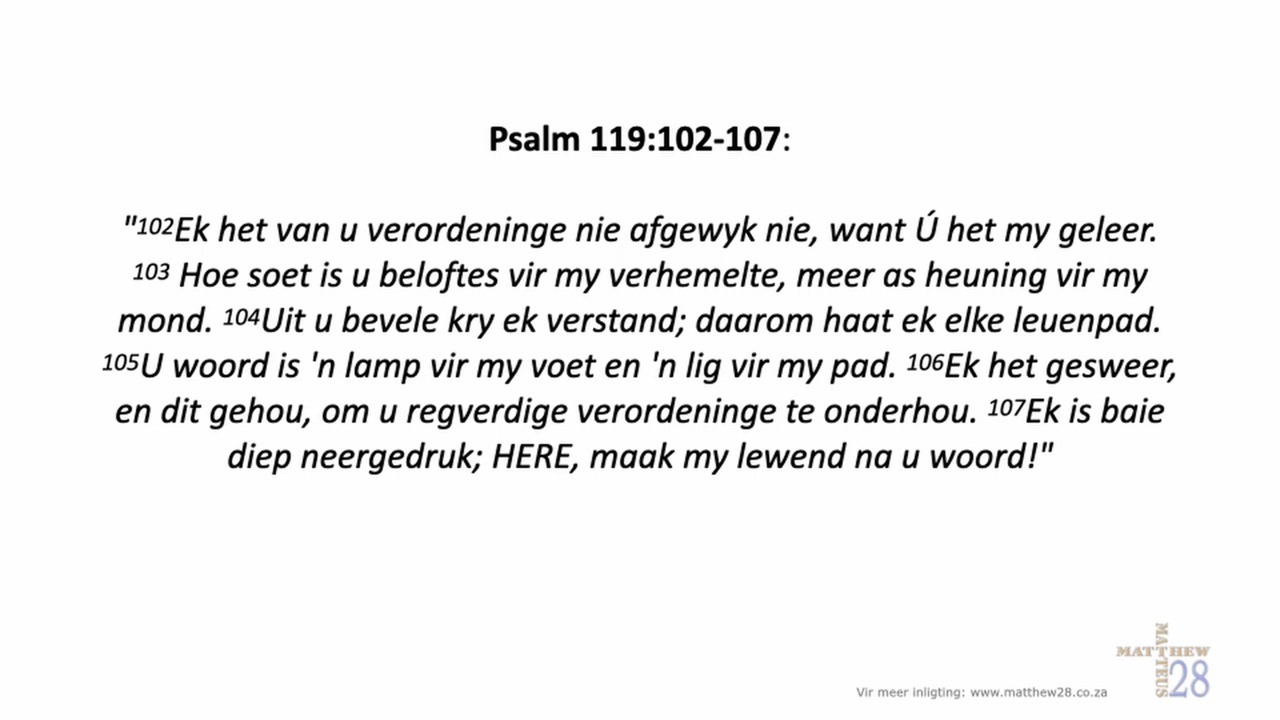 Psalm 119:102-107:
"102Ek het van u verordeninge nie afgewyk nie, want Ú het my geleer.
103 Hoe soet is u beloftes vir my verhemelte, meer as heuning vir my
mond. 104Uit u bevele kry ek verstand; daarom haat ek elke leuenpad.
105U woord is 'n lamp vir my voet en 'n lig vir my pad. 106Ek het gesweer,
en dit gehou, om u regverdige verordeninge te onderhou. 107Ek is baie
diep neergedruk; HERE, maak my lewend na u woord!"
MATTHEW
MATTEUS
28
Vir meer inligting: www.matthew28.co.za